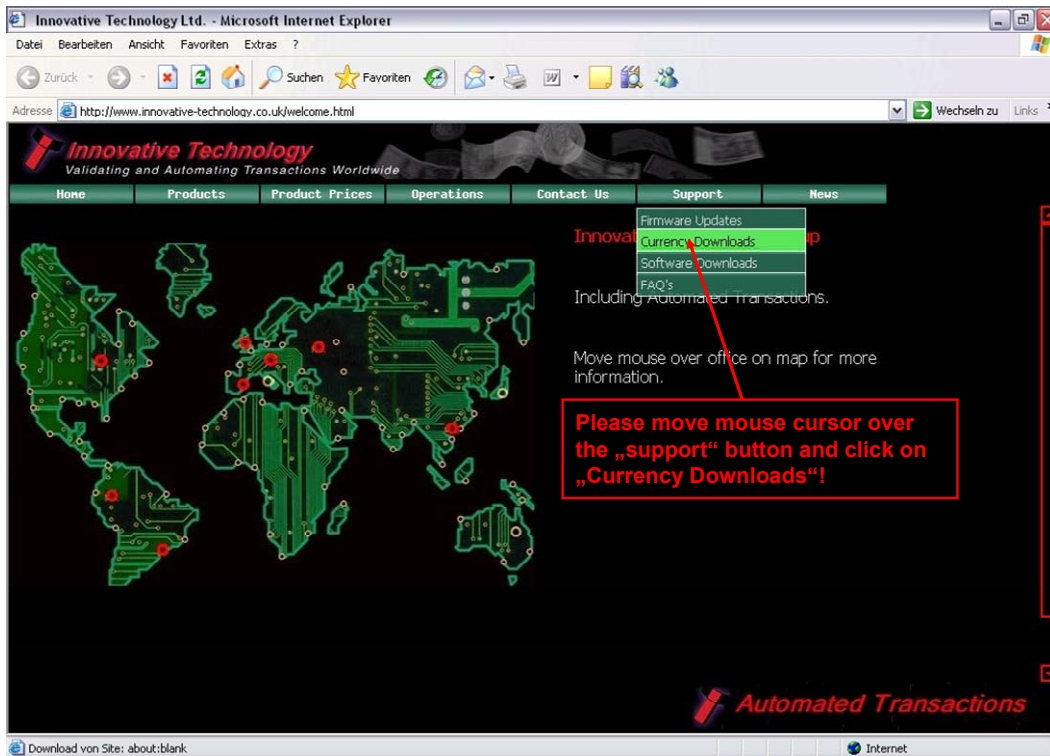 Innovative Technology Ltd. - Microsoft Internet Explorer
Datei Bearbeiten Ansicht Favoriten Extras ?
Zurück Suchen Favoriten
Adresse http://www.innovative-technology.co.uk/welcome.html Wechseln zu Links
Innovative Technology
Validating and Automating Transactions Worldwide
Home Products Product Prices Operations Contact Us Support News
Firmware Updates
Innovat up
Currency Downloads
Software Downloads
FAQ's
Including Automated Transactions.
Move mouse over office on map for more
information.
Please move mouse cursor over
the „support“ button and click on
„Currency Downloads“!
Automated Transactions
Download von Site: about:blank Internet